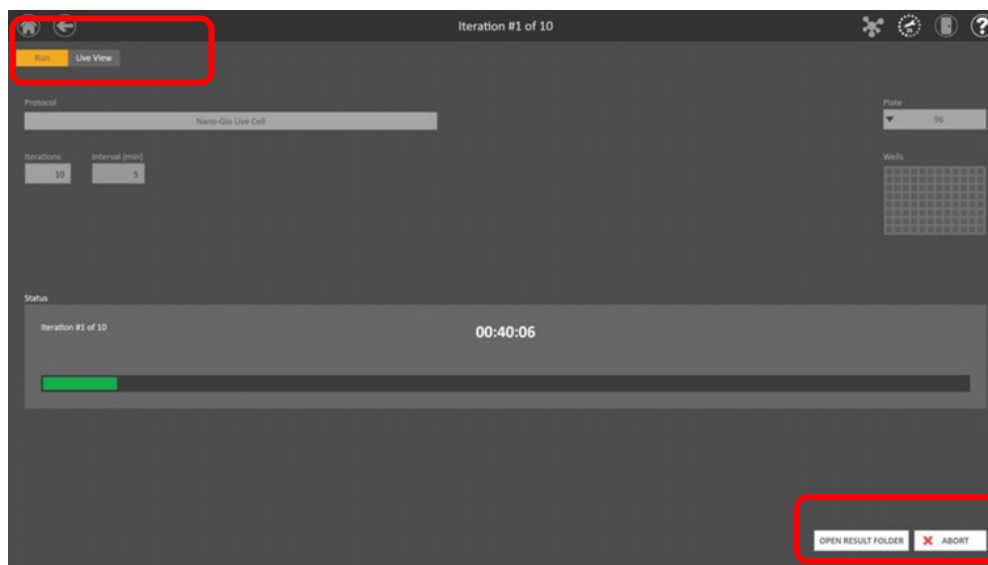 Iteration #1 of 10
?
Run Live View
Protocol Plate
Nano-Glo Live Cell 96
Iterations: Interval (min) Wells
10 5
Status
Iteration #1 of 10
00:40:06
OPEN RESULT FOLDER ABORT